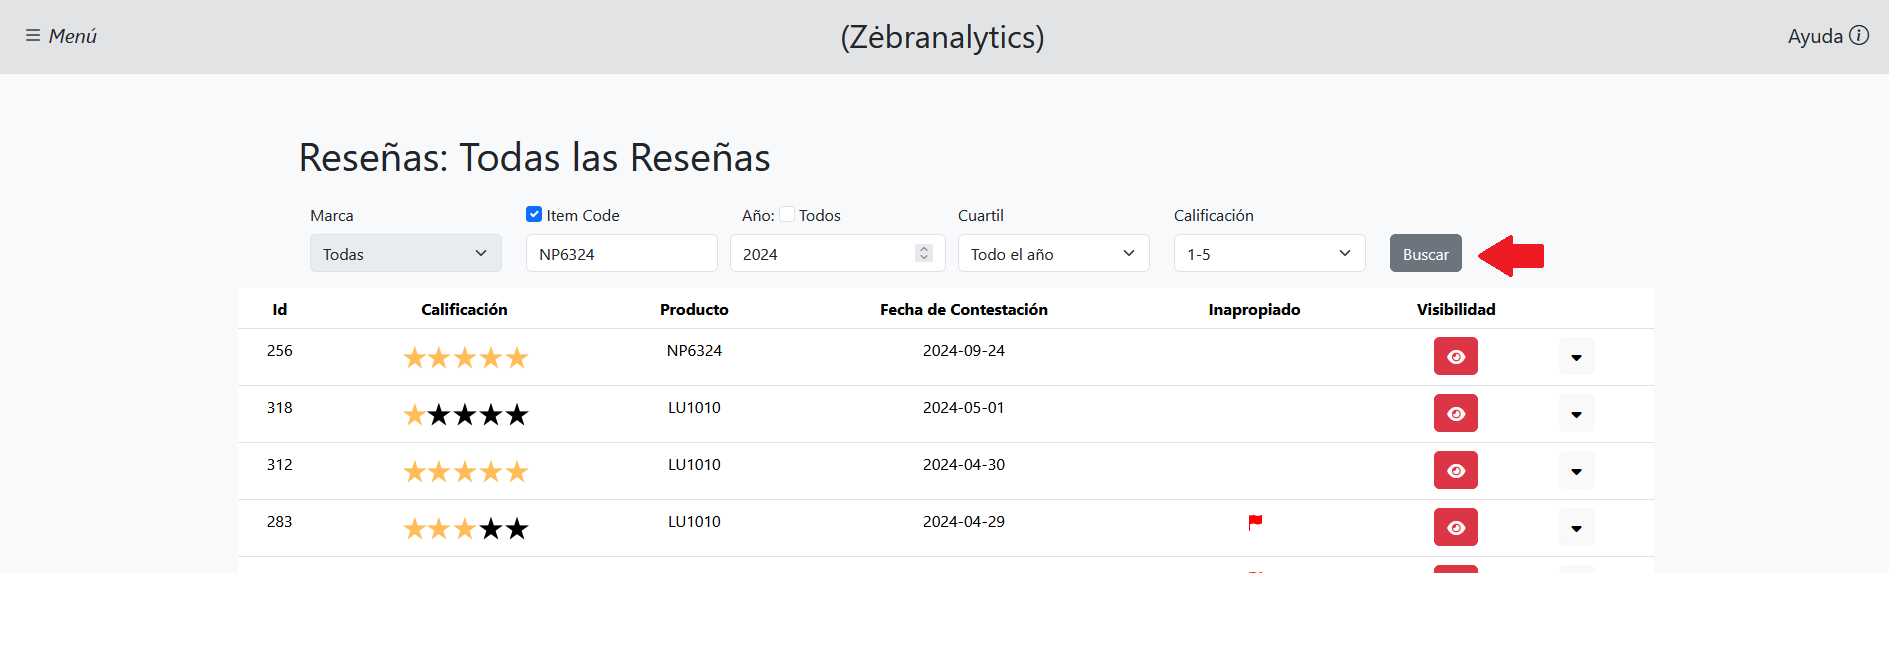 Menú
(Zėbranalytics)
Ayuda
Reseñas: Todas las Reseñas
Marca Item Code Año: Todos Cuartil Calificación
Todas NP6324 2024 Todo el año 1-5 Buscar
Id Calificación Producto Fecha de Contestación Inapropiado Visibilidad
256 NP6324 2024-09-24
318 LU1010 2024-05-01
312 LU1010 2024-04-30
283 LU1010 2024-04-29